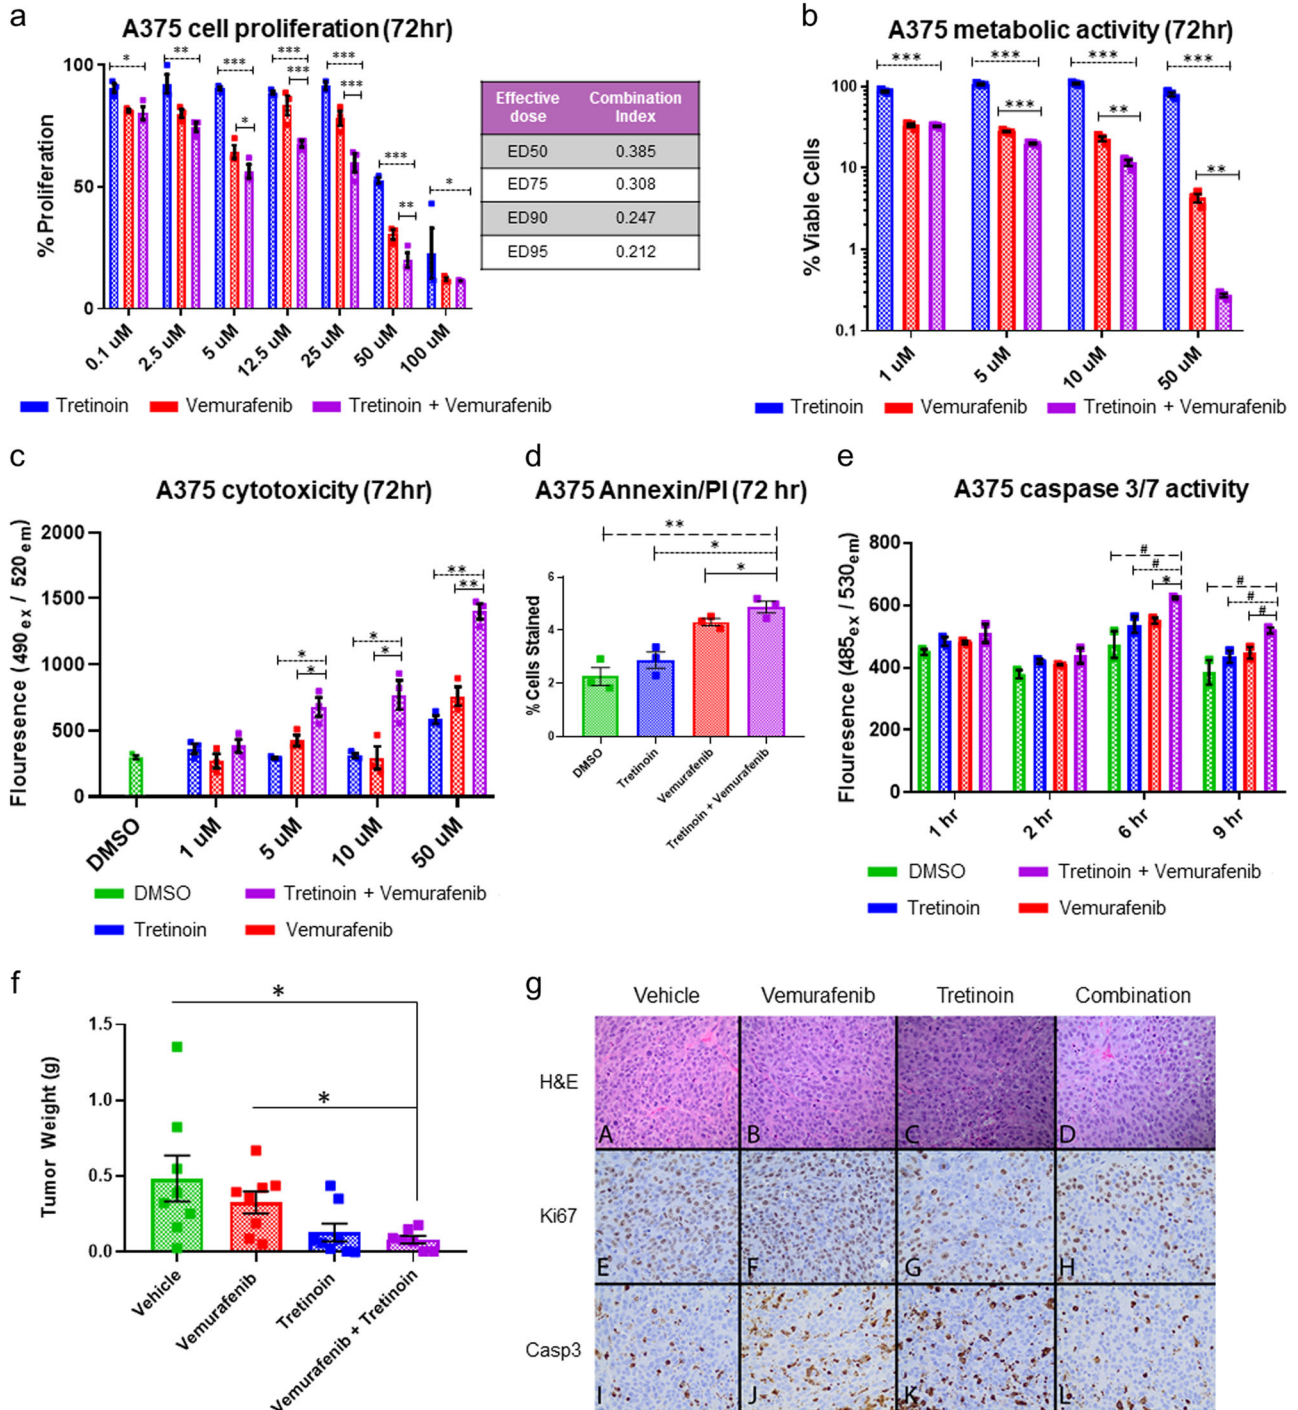 a
A375 cell proliferation (72hr)
* ** *** *** *** *** ***
* *** ** *
% Proliferation
100
50
0
0.1 uM 2.5 uM 5 uM 12.5 uM 25 uM 50 uM 100 uM
Tretinoin Vemurafenib Tretinoin + Vemurafenib
Effective dose Combination Index
ED50 0.385
ED75 0.308
ED90 0.247
ED95 0.212
b
A375 metabolic activity (72hr)
*** *** *** ***
*** ** **
% Viable Cells
100
10
1
0.1
1 uM 5 uM 10 uM 50 uM
Tretinoin Vemurafenib Tretinoin + Vemurafenib
c
A375 cytotoxicity (72hr)
Flouresence (490ex / 520em)
2000
1500
1000
500
0
** ** * * * *
DMSO 1 uM 5 uM 10 uM 50 uM
DMSO Tretinoin + Vemurafenib
Tretinoin Vemurafenib
d
A375 Annexin/PI (72 hr)
**
*
*
% Cells Stained
6
4
2
0
DMSO Tretinoin Vemurafenib Tretinoin + Vemurafenib
e
A375 caspase 3/7 activity
Flouresence (485ex / 530em)
800
600
400
200
0
# # * # # #
1 hr 2 hr 6 hr 9 hr
DMSO Tretinoin + Vemurafenib
Tretinoin Vemurafenib
f
*
*
Tumor Weight (g)
1.5
1.0
0.5
0.0
Vehicle Vemurafenib Tretinoin Vemurafenib + Tretinoin
g
Vehicle Vemurafenib Tretinoin Combination
H&E
A B C D
Ki67
E F G H
Casp3
I J K L